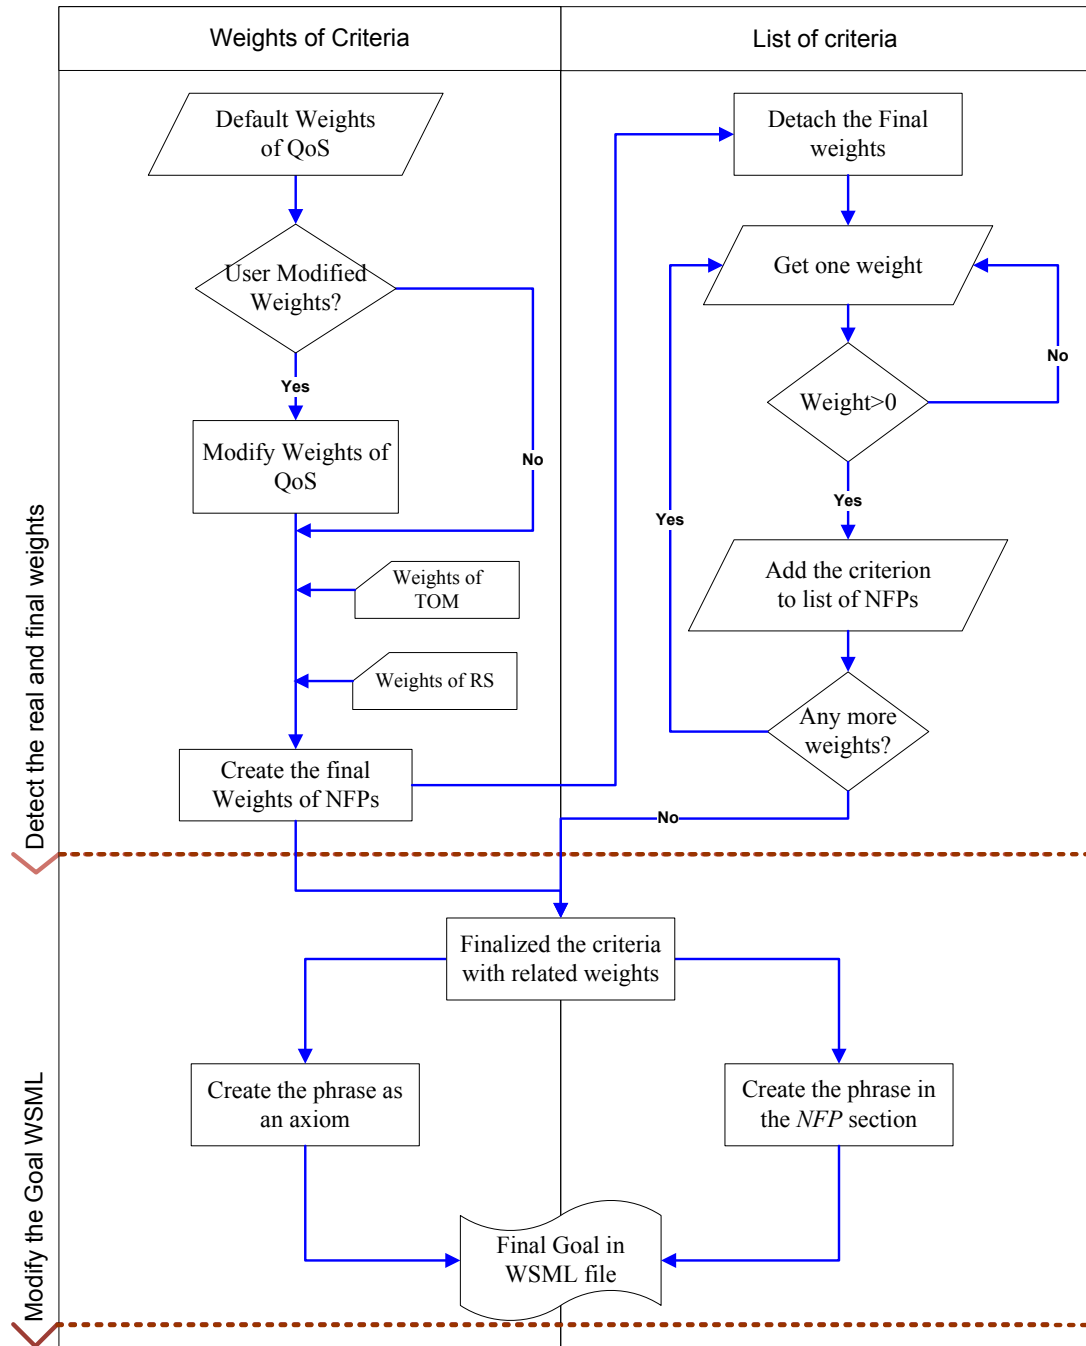 Weights of Criteria
List of criteria
Default Weights
of QoS
User Modified
Weights?
Yes
No
Modify Weights of
QoS
Weights of
TOM
Weights of RS
Create the final
Weights of NFPs
Detach the Final
weights
Get one weight
Weight>0
No
Yes
Yes
Add the criterion
to list of NFPs
Any more
weights?
No
Detect the real and final weights
Finalized the criteria
with related weights
Create the phrase as
an axiom
Create the phrase in
the NFP section
Final Goal in
WSML file
Modify the Goal WSML